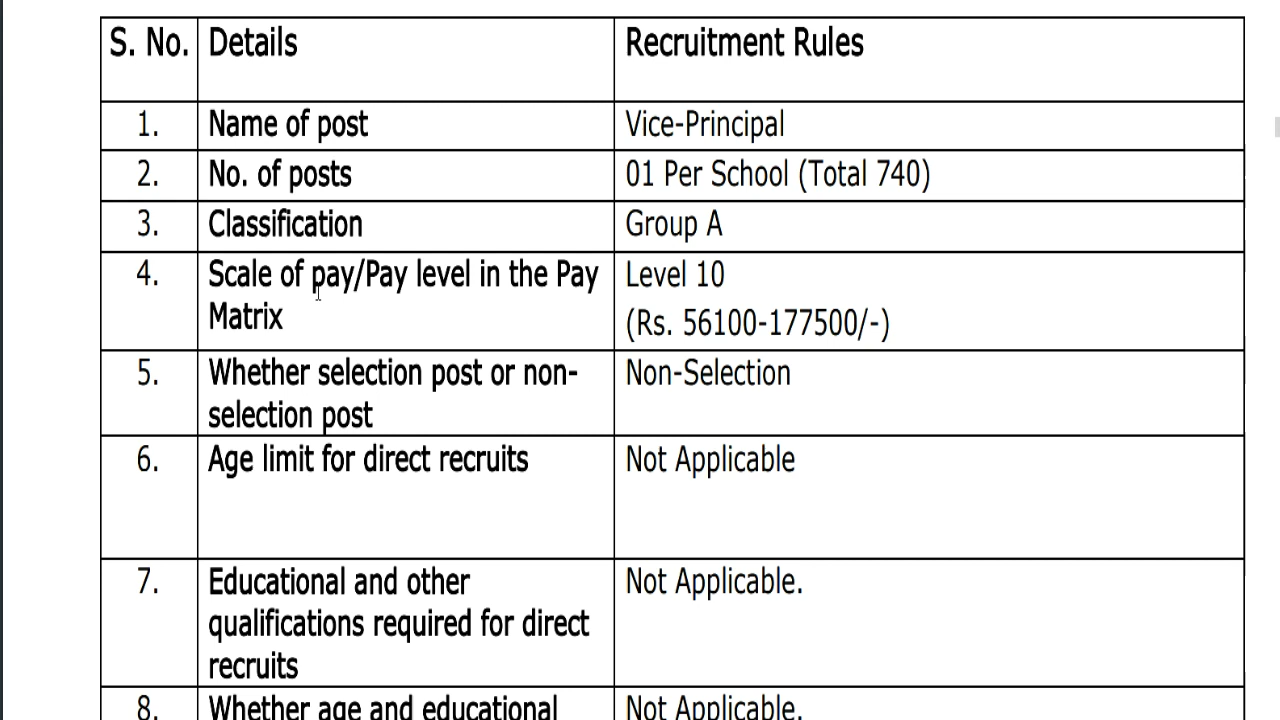 S. No. Details Recruitment Rules
1. Name of post Vice-Principal
2. No. of posts 01 Per School (Total 740)
3. Classification Group A
4. Scale of pay/Pay level in the Pay Level 10
Matrix (Rs. 56100-177500/-)
5. Whether selection post or non- Non-Selection
selection post
6. Age limit for direct recruits Not Applicable
7. Educational and other Not Applicable.
qualifications required for direct
recruits
8. Whether age and educational Not Applicable.